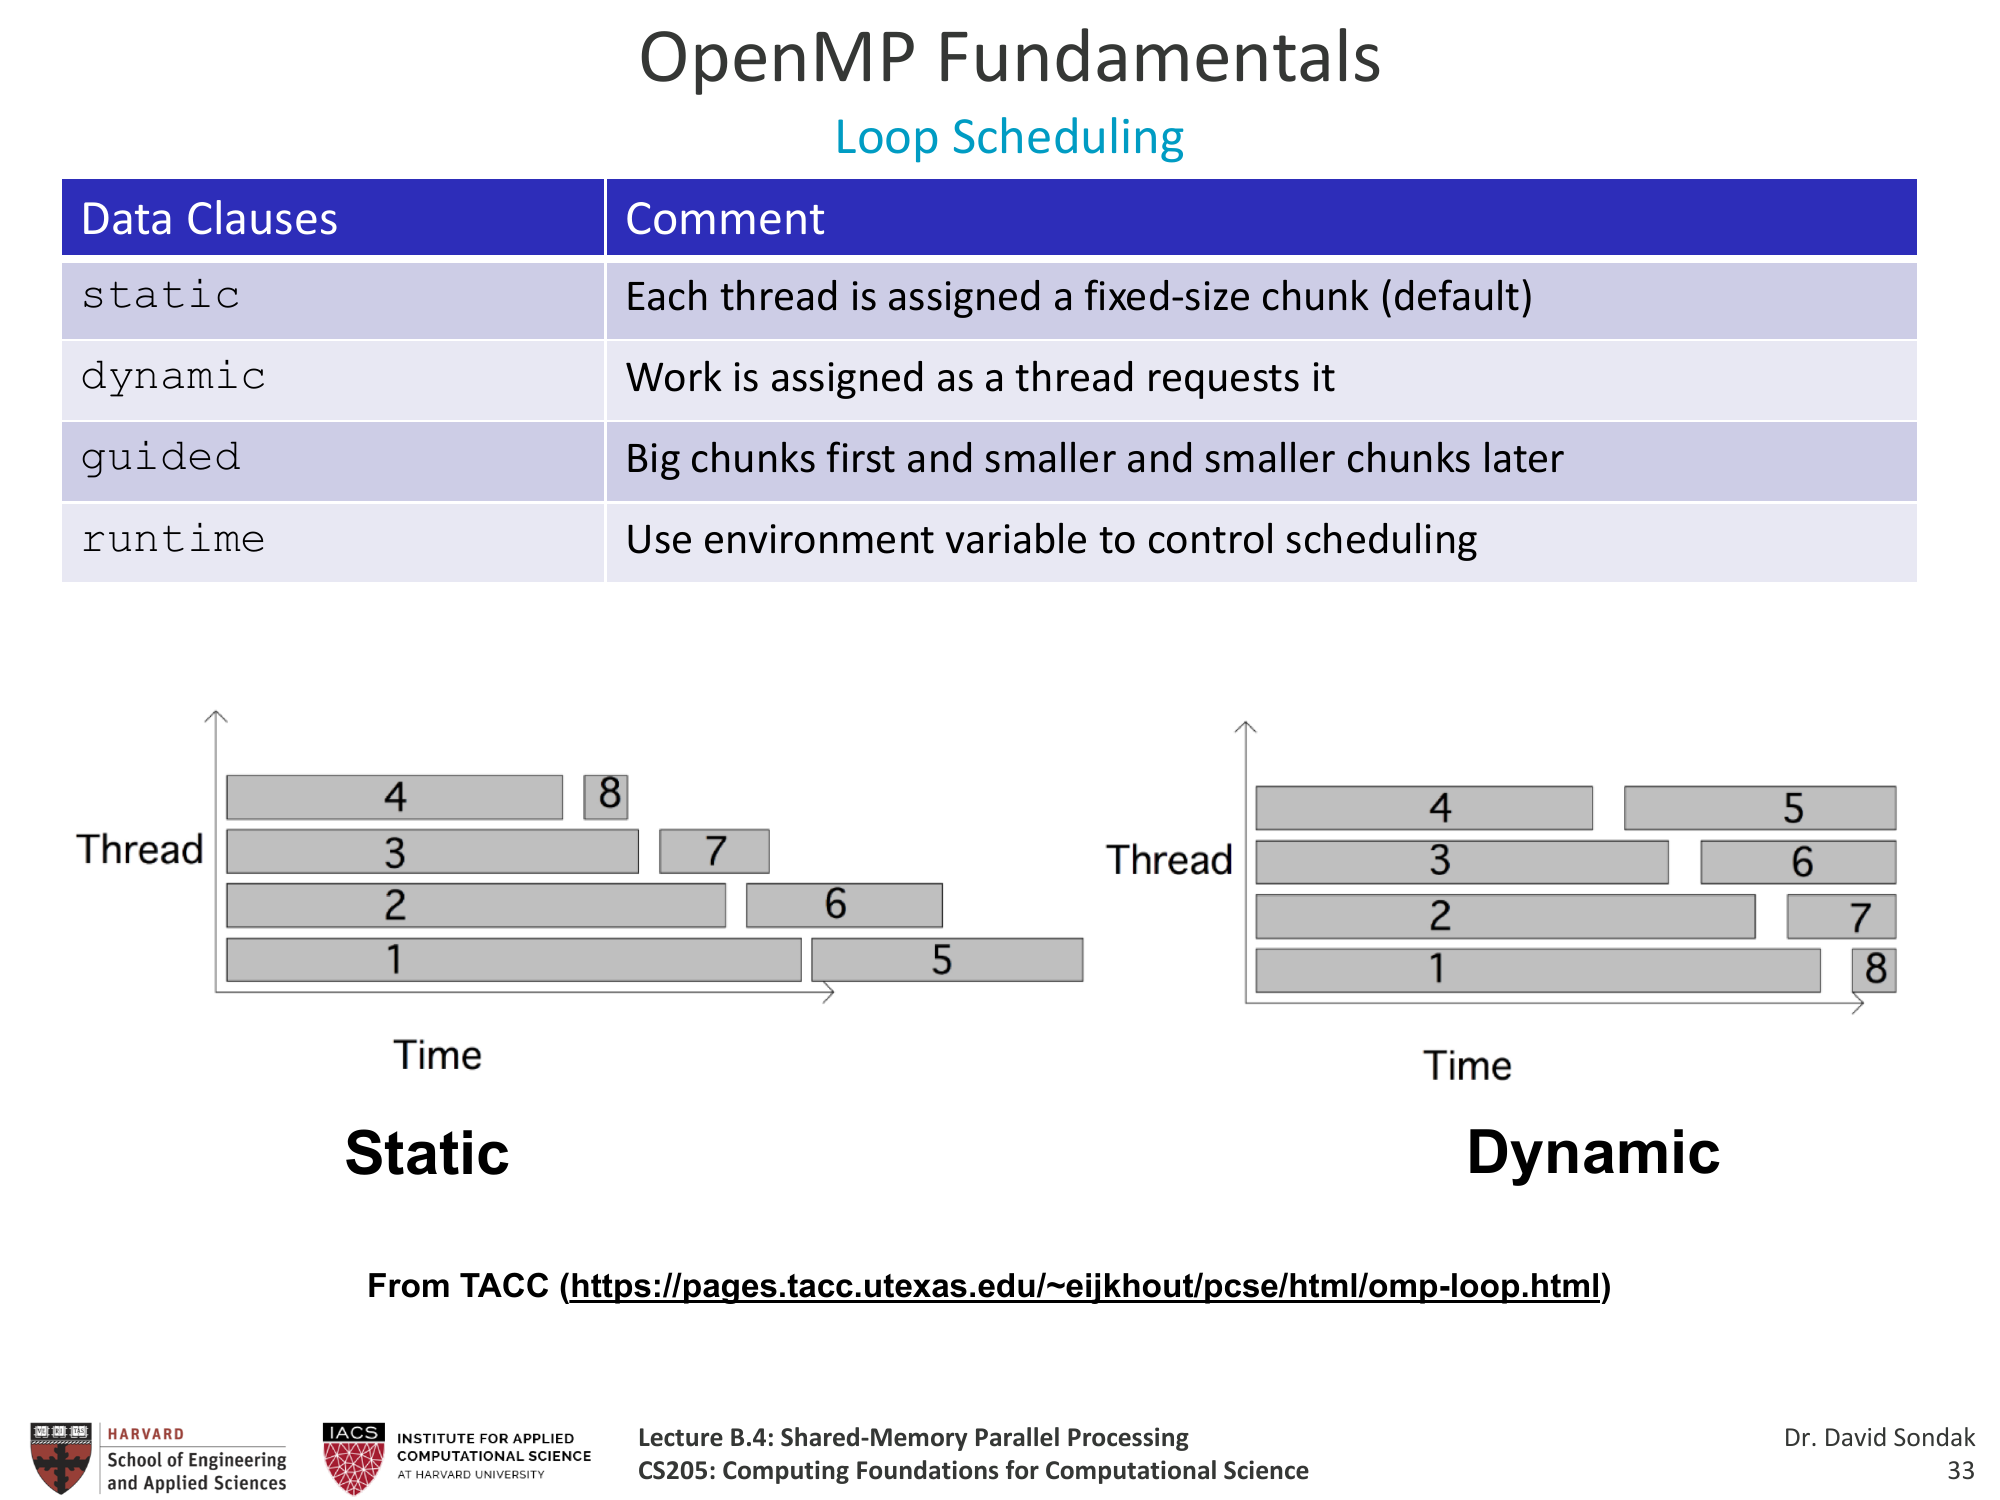 OpenMP Fundamentals
Loop Scheduling
Data Clauses Comment
static Each thread is assigned a fixed-size chunk (default)
dynamic Work is assigned as a thread requests it
guided Big chunks first and smaller and smaller chunks later
runtime Use environment variable to control scheduling
4 8
Thread 3 7
2 6
1 5
Time
Static
4 5
Thread 3 6
2 7
1 8
Time
Dynamic
From TACC (https://pages.tacc.utexas.edu/~eijkhout/pcse/html/omp-loop.html)
HARVARD
School of Engineering
and Applied Sciences
IACS
INSTITUTE FOR APPLIED
COMPUTATIONAL SCIENCE
AT HARVARD UNIVERSITY
Lecture B.4: Shared-Memory Parallel Processing
CS205: Computing Foundations for Computational Science
Dr. David Sondak
33